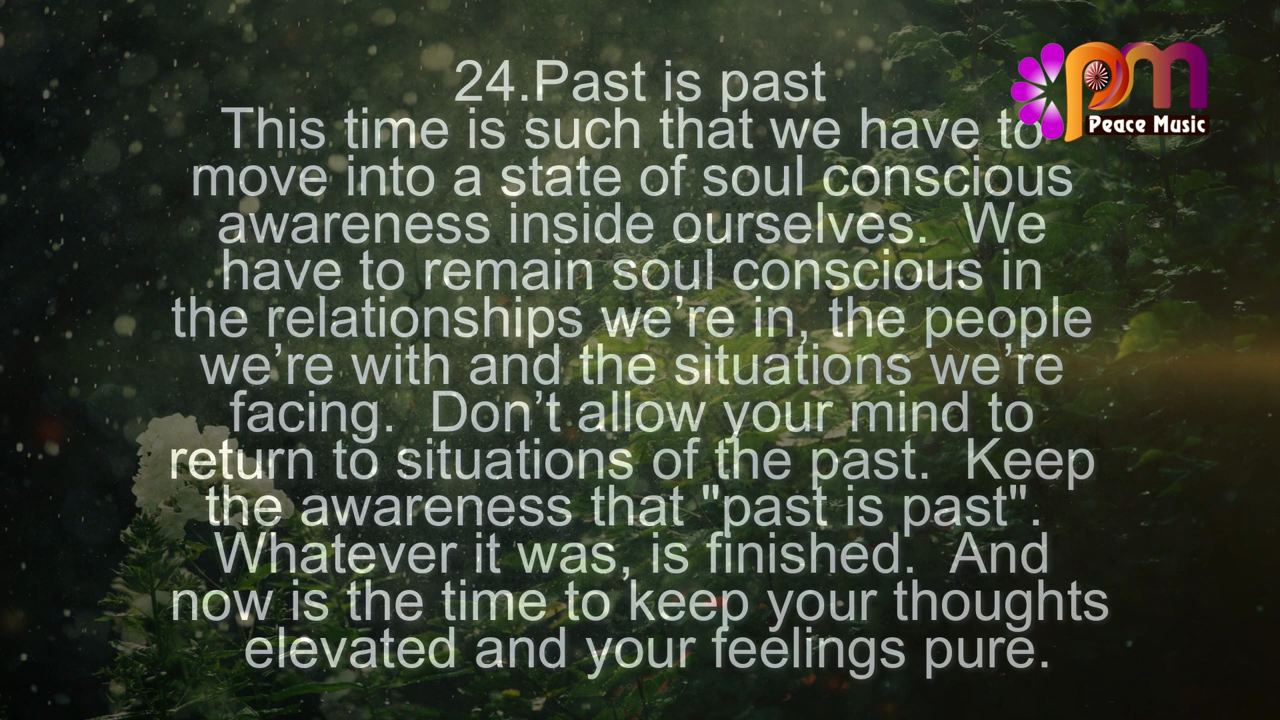 24.Past is past
This time is such that we have to
move into a state of soul conscious
awareness inside ourselves.  We
have to remain soul conscious in
the relationships we’re in, the people
we’re with and the situations we’re
facing.  Don’t allow your mind to
return to situations of the past.  Keep
the awareness that "past is past".
Whatever it was, is finished.  And
now is the time to keep your thoughts
elevated and your feelings pure.
pm
Peace Music